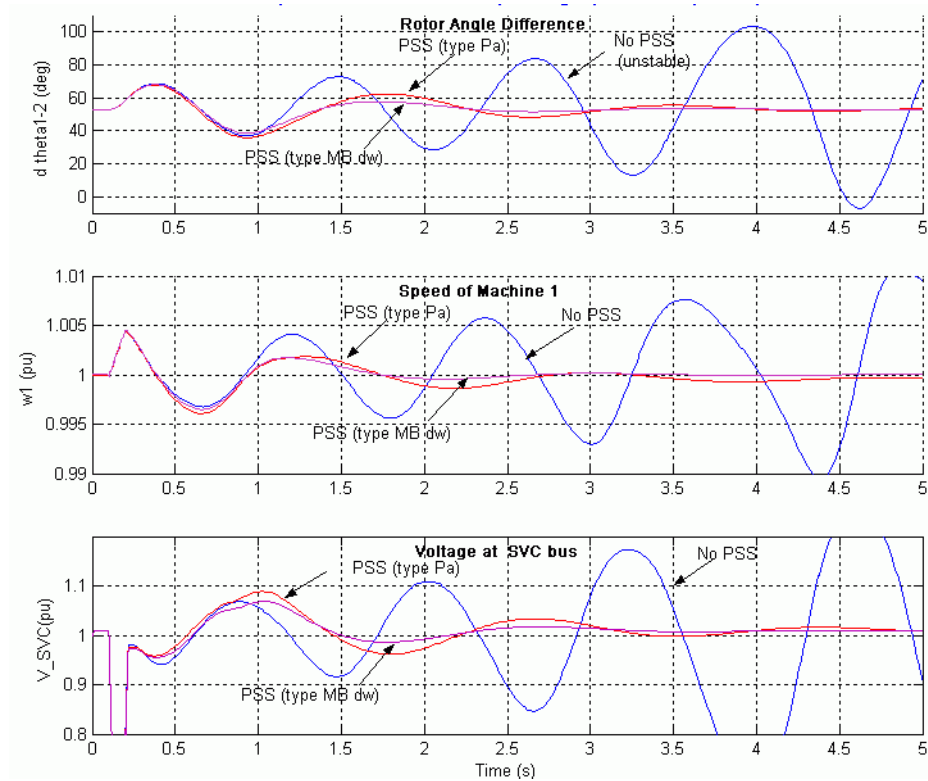 Rotor Angle Difference
PSS (type Pa)
No PSS
(unstable)
PSS (type MB dw)
d theta1-2 (deg)
100
80
60
40
20
0
0 0.5 1 1.5 2 2.5 3 3.5 4 4.5 5
Speed of Machine 1
PSS (type Pa)
No PSS
PSS (type MB dw)
w1 (pu)
1.01
1.005
1
0.995
0.99
0 0.5 1 1.5 2 2.5 3 3.5 4 4.5 5
Voltage at SVC bus
PSS (type Pa)
No PSS
PSS (type MB dw)
V_SVC(pu)
1.1
1
0.9
0.8
0 0.5 1 1.5 2 2.5 3 3.5 4 4.5 5
Time (s)